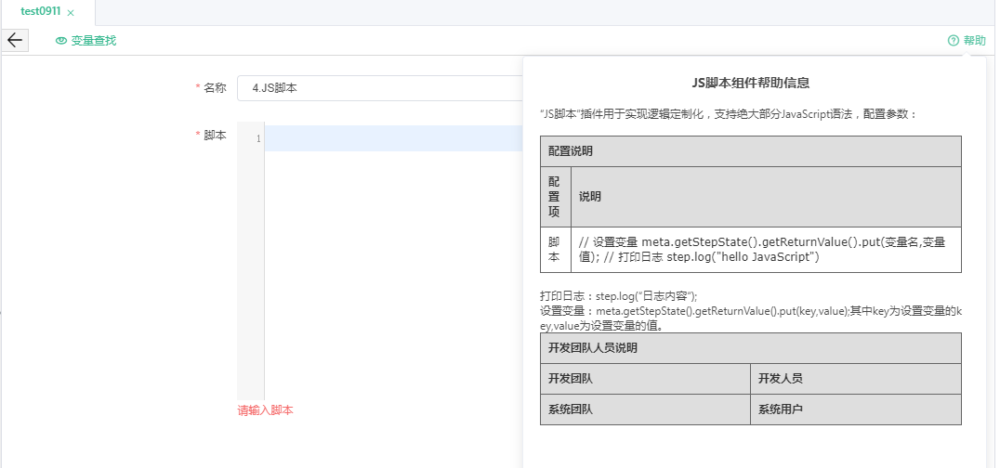 test0911
变量查找
帮助
* 名称
4.JS脚本
* 脚本
1
请输入脚本
JS脚本组件帮助信息
“JS脚本”插件用于实现逻辑定制化，支持绝大部分JavaScript语法，配置参数：
配置说明
配
置
项
说明
脚
本
// 设置变量 meta.getStepState().getReturnValue().put(变量名,变量
值); // 打印日志 step.log("hello JavaScript")
打印日志：step.log(“日志内容”);
设置变量：meta.getStepState().getReturnValue().put(key,value);其中key为设置变量的k
ey,value为设置变量的值。
开发团队人员说明
开发团队
开发人员
系统团队
系统用户